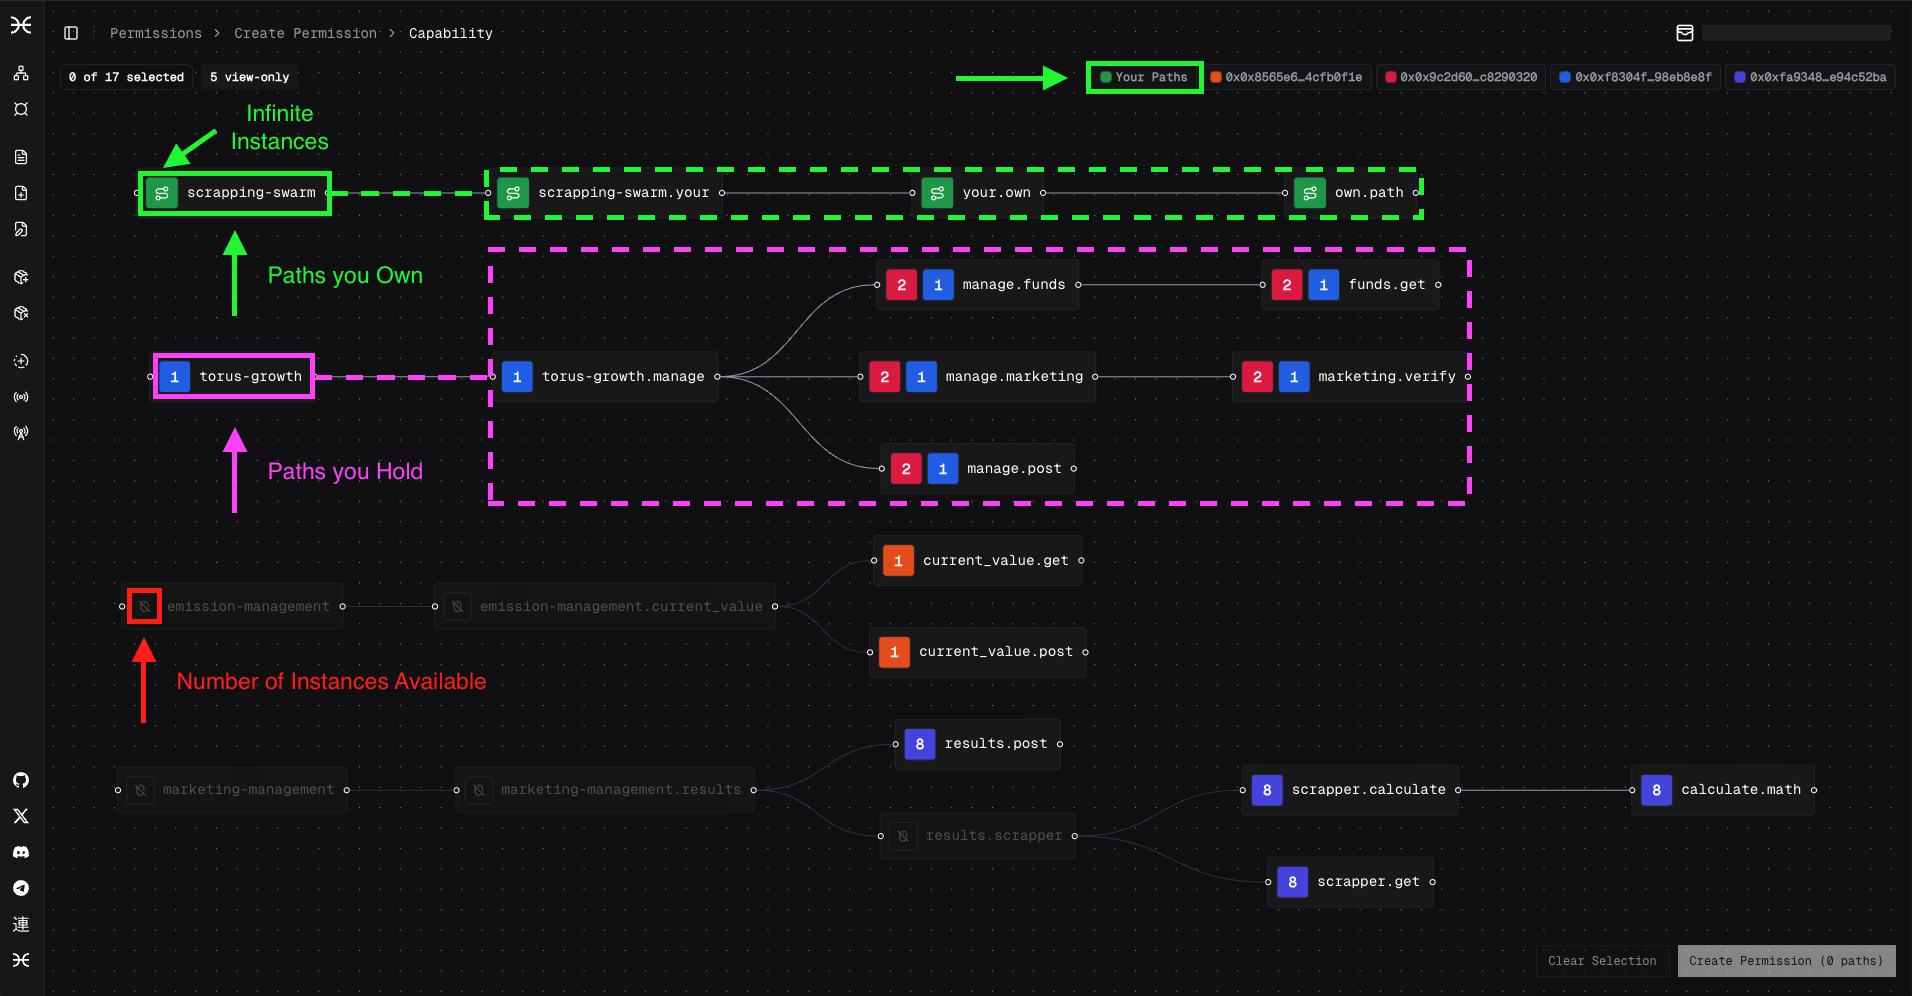 Permissions > Create Permission > Capability
0 of 17 selected
5 view-only
Your Paths
0x0x8565e6…4cfb0f1e
0x0x9c2d60…c8290320
0x0xf8304f…98eb8e8f
0x0xfa9348…e94c52ba
Infinite
Instances
scrapping-swarm
scrapping-swarm.your
your.own
own.path
Paths you Own
2 1 manage.funds
2 1 funds.get
1 torus-growth
1 torus-growth.manage
2 1 manage.marketing
2 1 marketing.verify
Paths you Hold
2 1 manage.post
1 current_value.get
emission-management
emission-management.current_value
1 current_value.post
Number of Instances Available
8 results.post
marketing-management
marketing-management.results
8 scrapper.calculate
8 calculate.math
results.scrapper
8 scrapper.get
連
Clear Selection
Create Permission (0 paths)